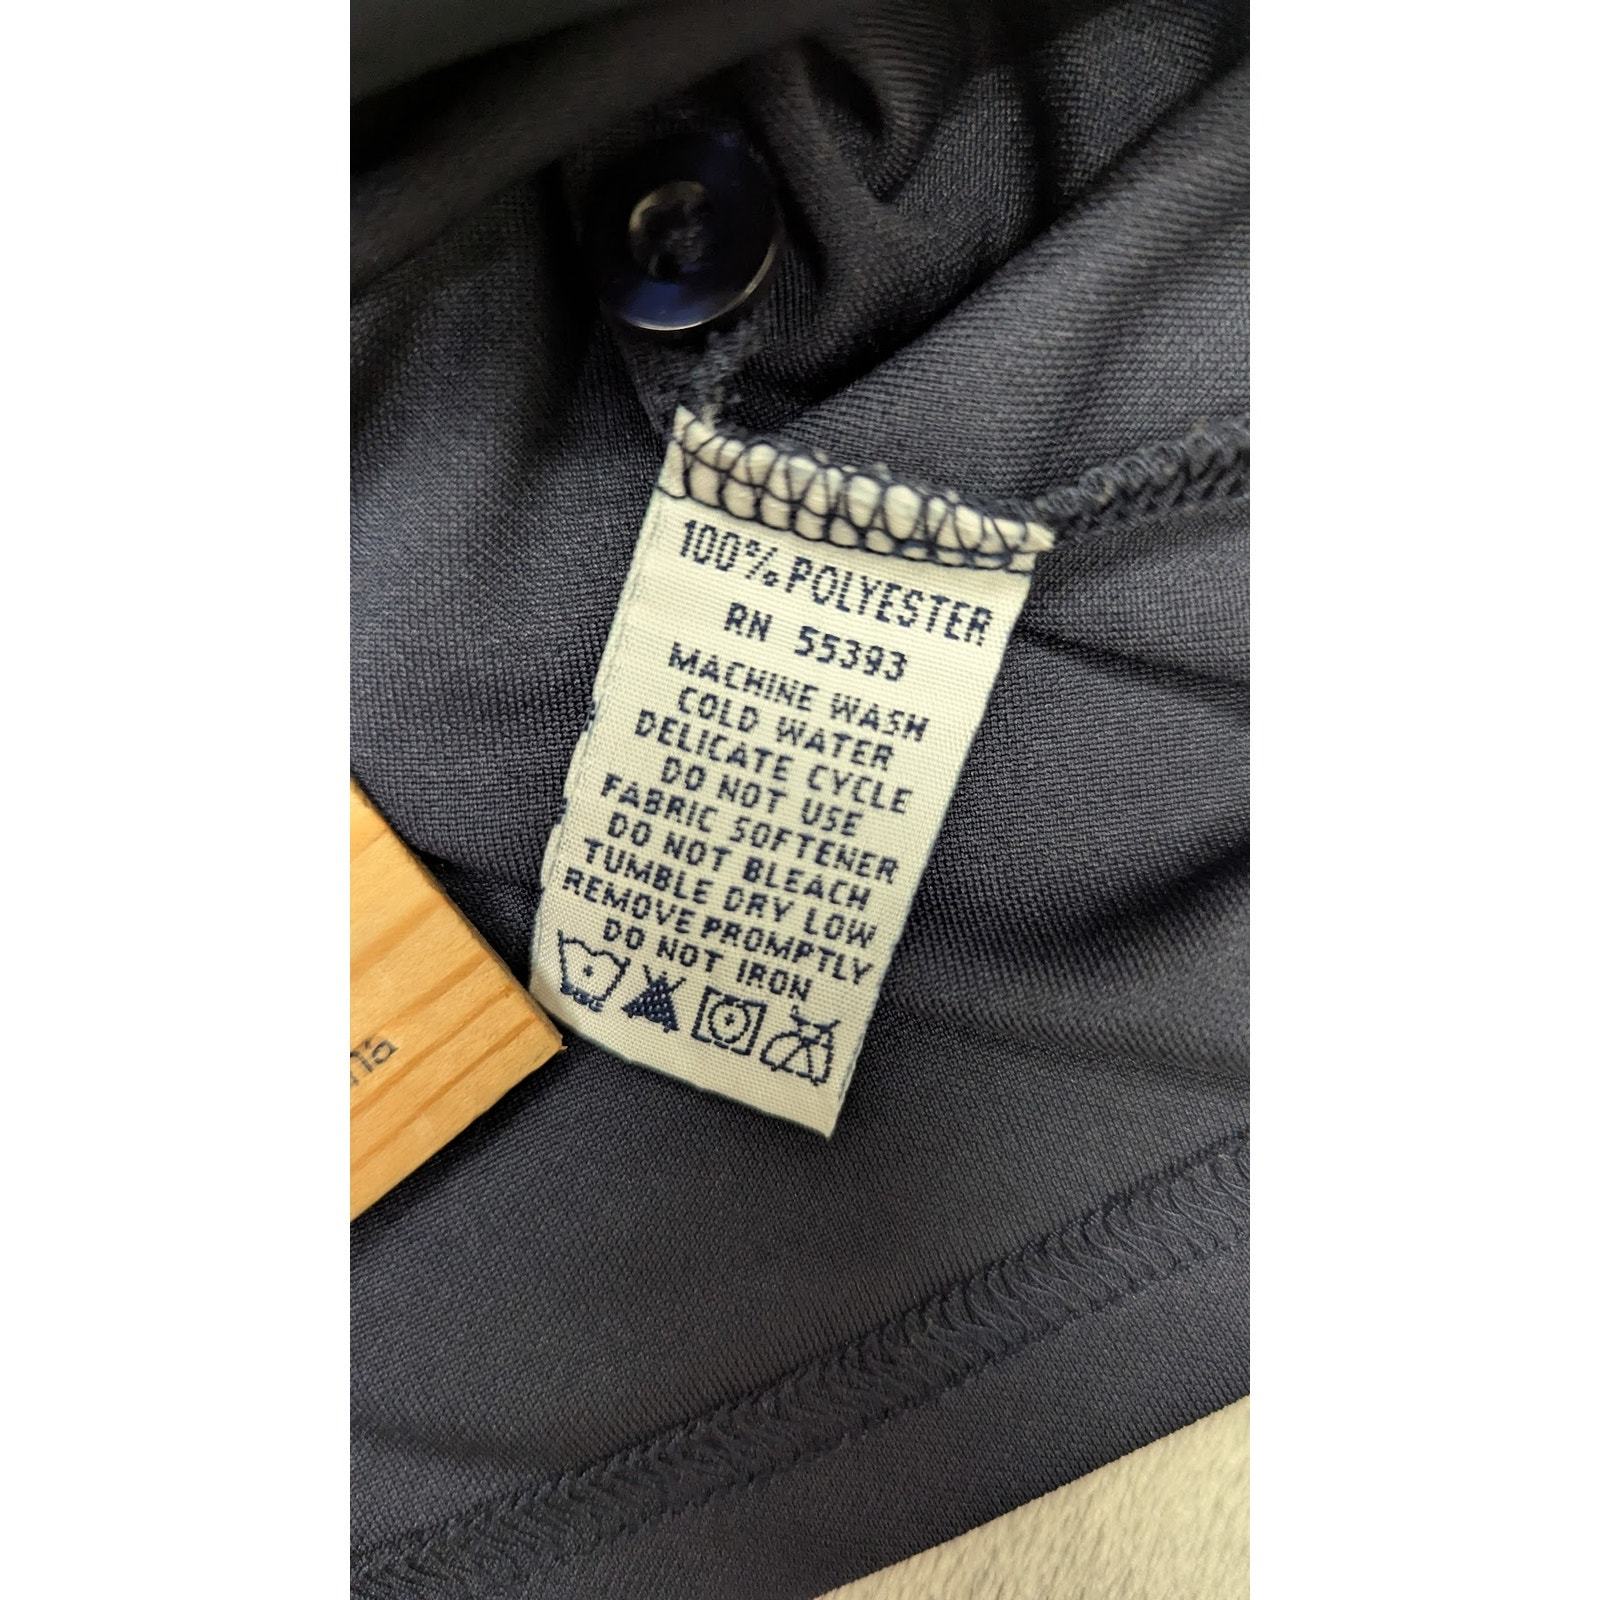 100% POLYESTER
RN 55393
MACHINE WASH
COLD WATER
DELICATE CYCLE
DO NOT USE
FABRIC SOFTENER
DO NOT BLEACH
TUMBLE DRY LOW
REMOVE PROMPTLY
DO NOT IRON